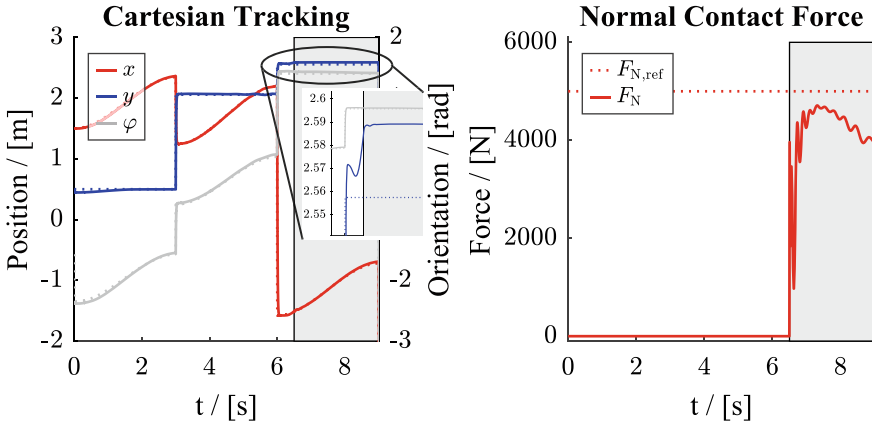 Cartesian Tracking
Position / [m]
3
2
1
0
-1
-2
x
y
φ
2.6
2.59
2.58
2.57
2.56
2.55
2
-2
-3
Orientation / [rad]
0 2 4 6 8
t / [s]
Normal Contact Force
Force / [N]
6000
4000
2000
0
F_N,ref
F_N
0 2 4 6 8
t / [s]